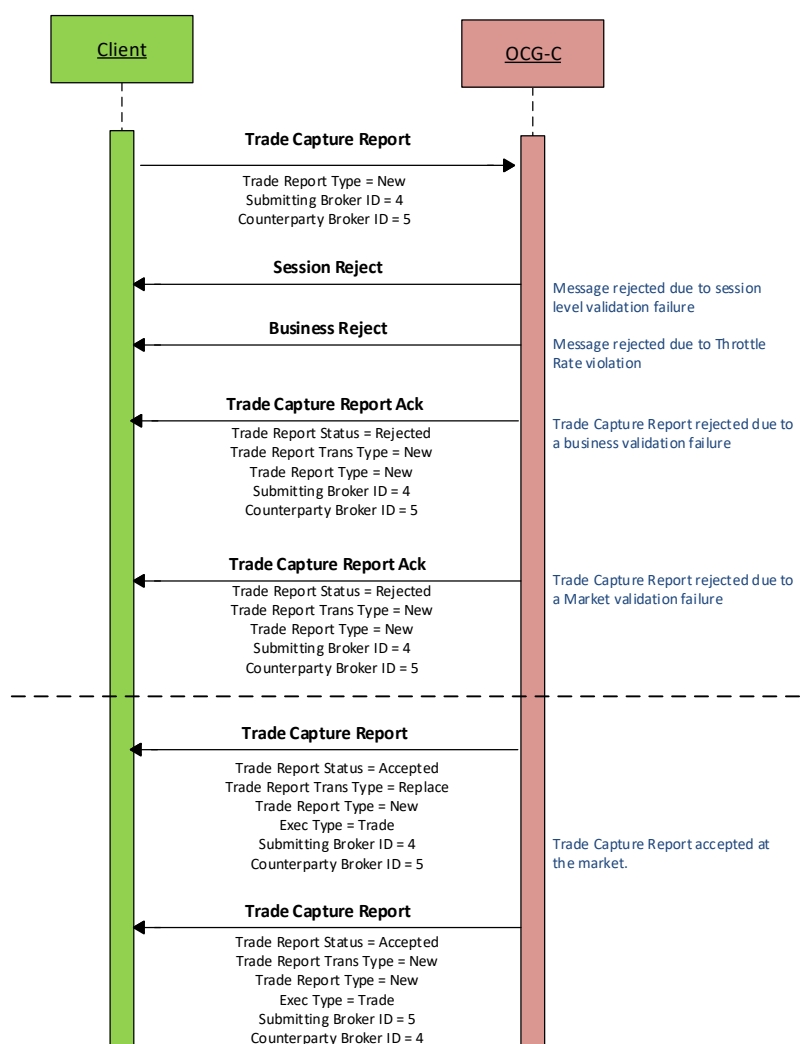 Client
OCG-C
Trade Capture Report
Trade Report Type = New
Submitting Broker ID = 4
Counterparty Broker ID = 5
Session Reject
Message rejected due to session
level validation failure
Business Reject
Message rejected due to Throttle
Rate violation
Trade Capture Report Ack
Trade Report Status = Rejected
Trade Report Trans Type = New
Trade Report Type = New
Submitting Broker ID = 4
Counterparty Broker ID = 5
Trade Capture Report rejected due to
a business validation failure
Trade Capture Report Ack
Trade Report Status = Rejected
Trade Report Trans Type = New
Trade Report Type = New
Submitting Broker ID = 4
Counterparty Broker ID = 5
Trade Capture Report rejected due to
a Market validation failure
Trade Capture Report
Trade Report Status = Accepted
Trade Report Trans Type = Replace
Trade Report Type = New
Exec Type = Trade
Submitting Broker ID = 4
Counterparty Broker ID = 5
Trade Capture Report accepted at
the market.
Trade Capture Report
Trade Report Status = Accepted
Trade Report Trans Type = New
Trade Report Type = New
Exec Type = Trade
Submitting Broker ID = 5
Counterparty Broker ID = 4